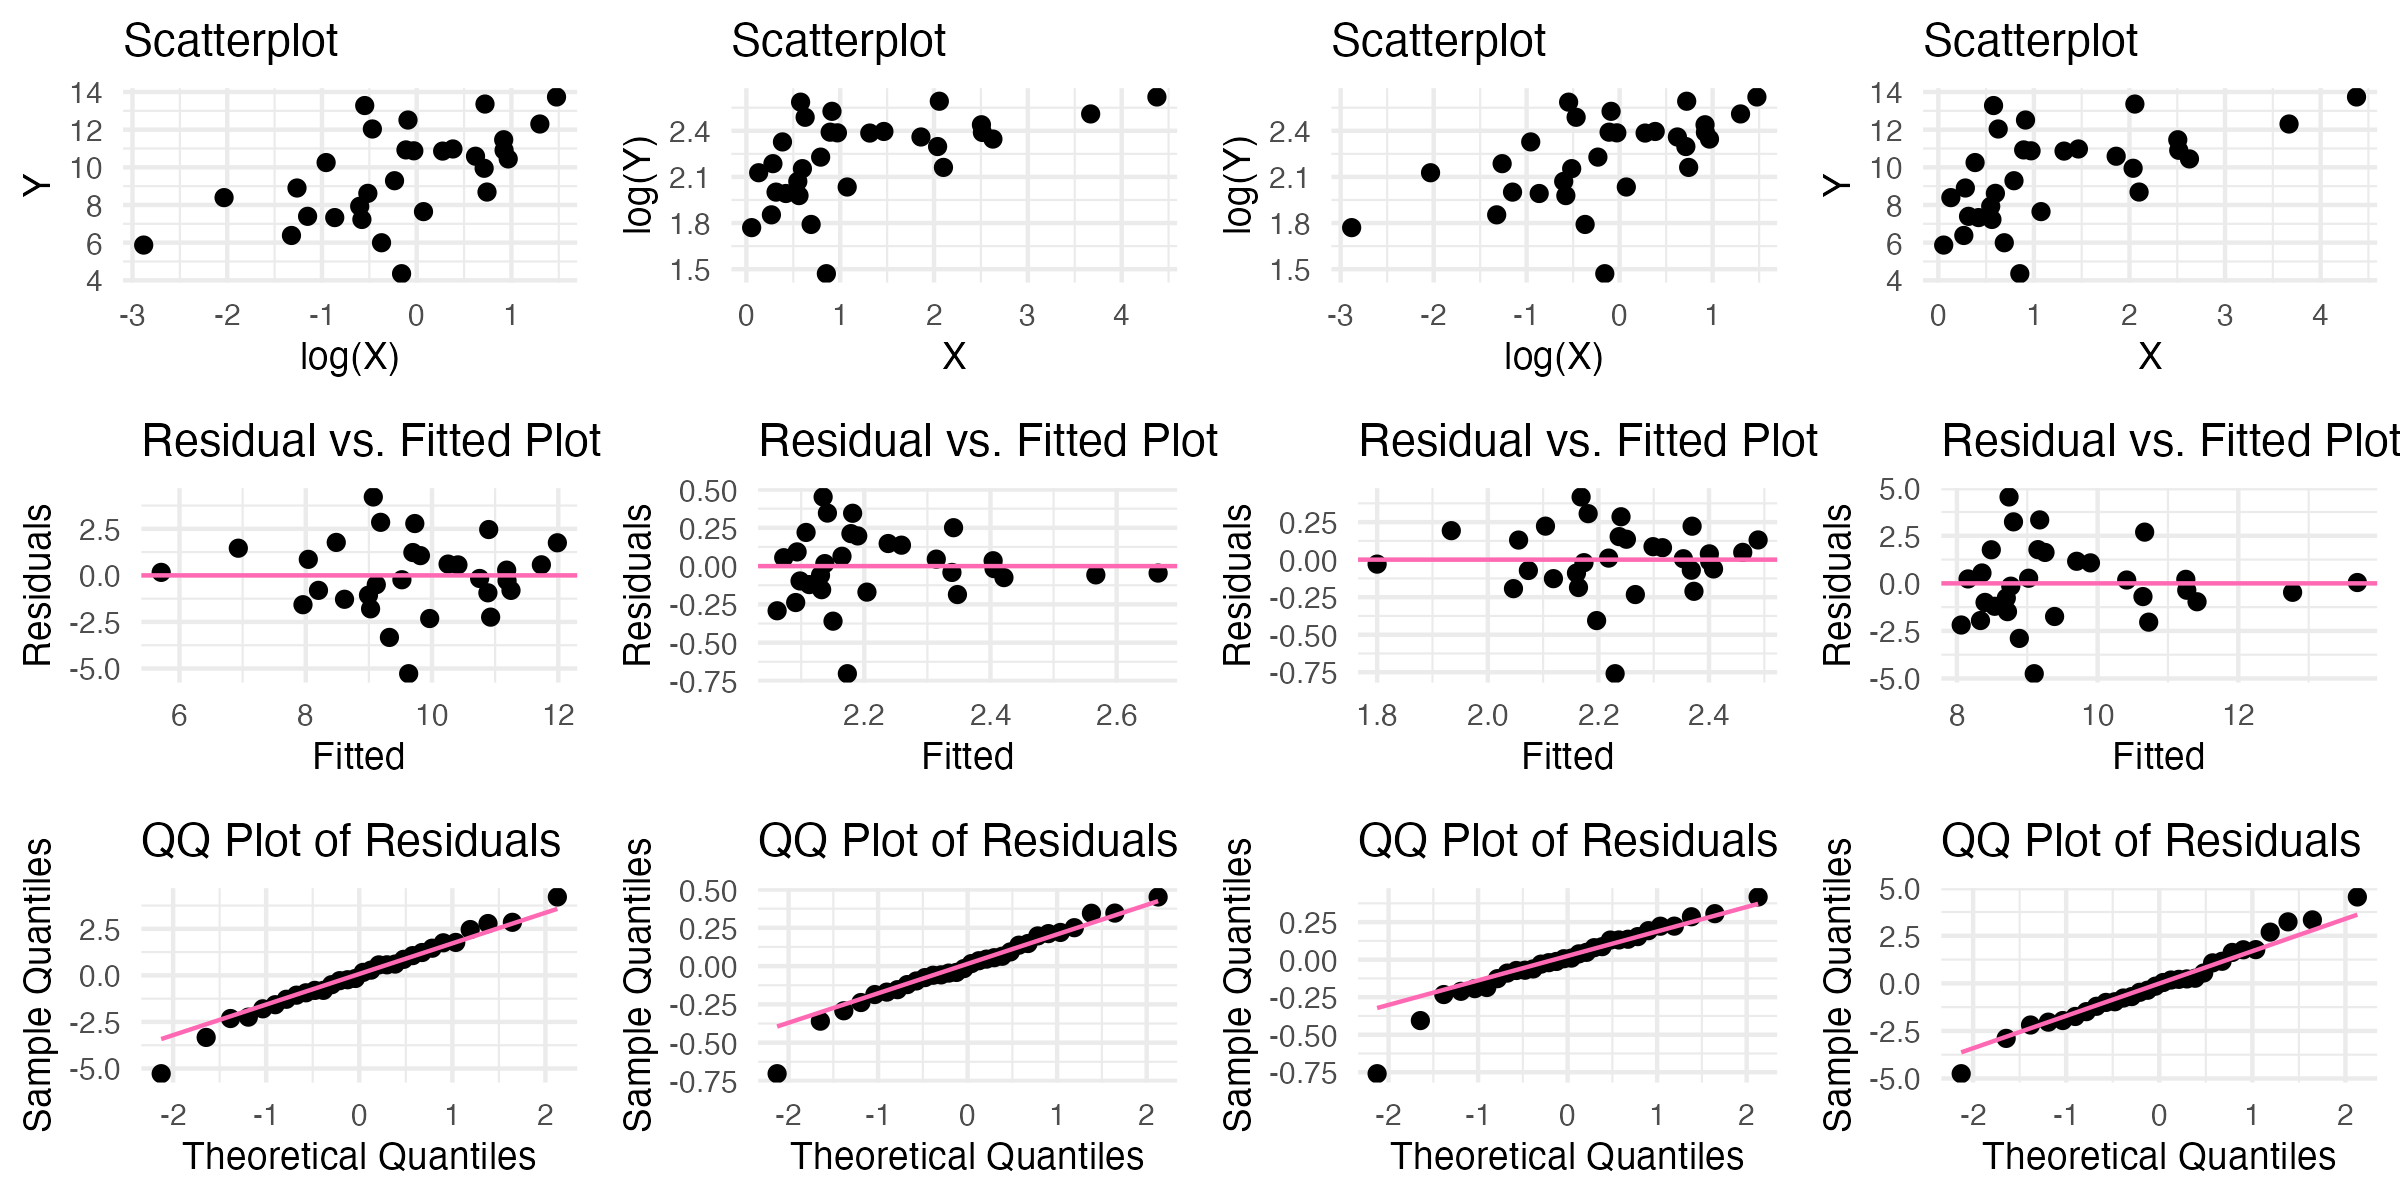 Scatterplot Scatterplot Scatterplot Scatterplot
Y
14
12
10
8
6
4
-3 -2 -1 0 1
log(X)
log(Y)
2.4
2.1
1.8
1.5
0 1 2 3 4
X
log(Y)
2.4
2.1
1.8
1.5
-3 -2 -1 0 1
log(X)
Y
14
12
10
8
6
4
0 1 2 3 4
X
Residual vs. Fitted Plot Residual vs. Fitted Plot Residual vs. Fitted Plot Residual vs. Fitted Plot
Residuals
2.5
0.0
-2.5
-5.0
6 8 10 12
Fitted
Residuals
0.50
0.25
0.00
-0.25
-0.50
-0.75
2.2 2.4 2.6
Fitted
Residuals
0.25
0.00
-0.25
-0.50
-0.75
1.8 2.0 2.2 2.4
Fitted
Residuals
5.0
2.5
0.0
-2.5
-5.0
8 10 12
Fitted
QQ Plot of Residuals QQ Plot of Residuals QQ Plot of Residuals QQ Plot of Residuals
Sample Quantiles
2.5
0.0
-2.5
-5.0
-2 -1 0 1 2
Theoretical Quantiles
Sample Quantiles
0.50
0.25
0.00
-0.25
-0.50
-0.75
-2 -1 0 1 2
Theoretical Quantiles
Sample Quantiles
0.25
0.00
-0.25
-0.50
-0.75
-2 -1 0 1 2
Theoretical Quantiles
Sample Quantiles
5.0
2.5
0.0
-2.5
-5.0
-2 -1 0 1 2
Theoretical Quantiles